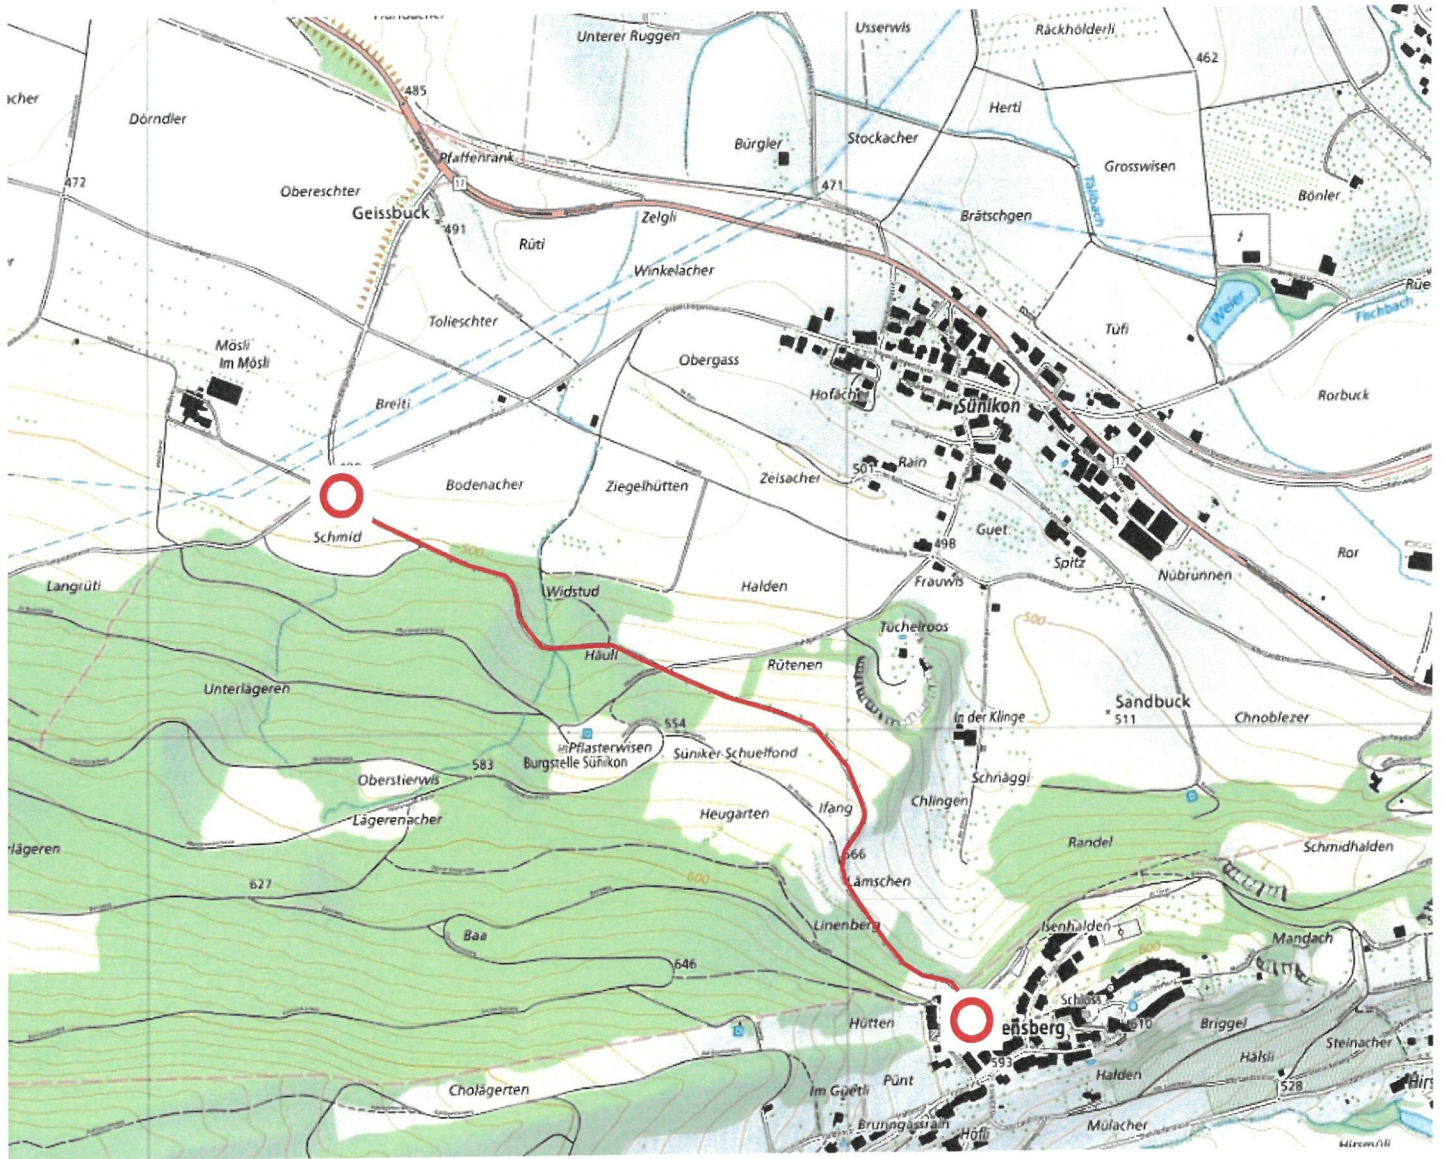 Unterer Ruggen
Usserwis
Räckhölderli
462
485
Dörndler
Herti
Bürgler
Stockacher
Pfaffenrank
17
Grosswisen
472
Obereschter
471
Bönler
Geissbuck
491
Zelgli
Brätschgen
Talbach
Rüti
Winkelacher
Weier
Fischbach
Tolieschter
Tüfi
Mösli
Im Mösli
Obergass
Breiti
Hofächer
Sünikon
Rorbuck
Bodenacher
Ziegelhütten
Zelsacher
501
Rain
17
Schmid
500
Guet
498
Spitz
Nübrunnen
Ror
Langrüti
Widstud
Halden
Frauwis
500
Tüchelroos
Häuli
Rütenen
Unterlägeren
Sandbuck
511
In der Klinge
Chnoblezer
554
Pflasterwisen
Burgstelle Sünikon
Süniker-Schuelfond
583
Oberstierwis
Schnäggi
Lägerenacher
Heugarten
Ifang
Chlingen
Randel
Schmidhalden
lägeren
566
627
600
Lämschen
Linenberg
Isenhalden
Baa
646
600
Mandach
Schloss
Hütten
ensberg
610
Briggel
593
Steinacher
Hälsli
Cholägerten
Im Güetli
Pünt
Halden
528
Brunngassrain
Höfli
Mülacher
Hirsmüli